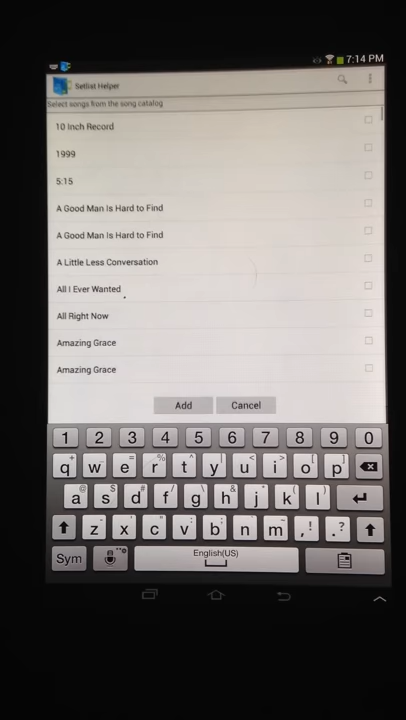 7:14 PM
Setlist Helper
Select songs from the song catalog
10 Inch Record
1999
5:15
A Good Man Is Hard to Find
A Good Man Is Hard to Find
A Little Less Conversation
All I Ever Wanted
All Right Now
Amazing Grace
Amazing Grace
Add Cancel
1 2 3 4 5 6 7 8 9 0
q w e r t y u i o p
a s d f g h j k l
z x c v b n m , ! . ?
Sym English(US)